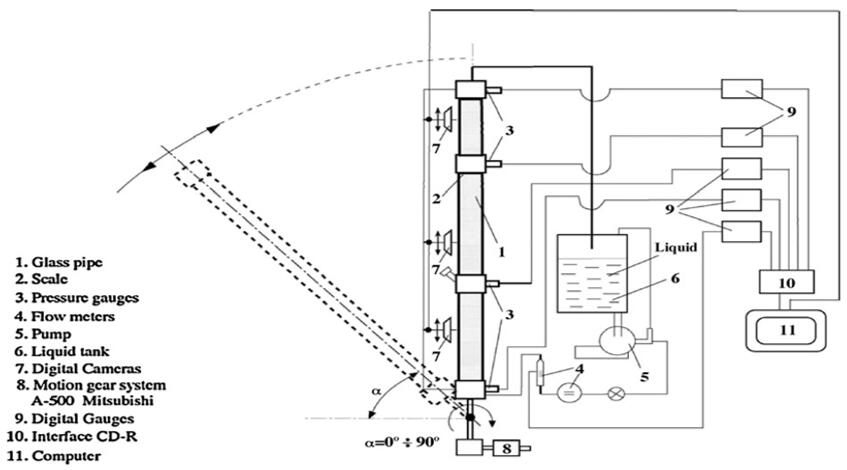 1. Glass pipe
2. Scale
3. Pressure gauges
4. Flow meters
5. Pump
6. Liquid tank
7. Digital Cameras
8. Motion gear system
A-500 Mitsubishi
9. Digital Gauges
10. Interface CD-R
11. Computer
α
α=0° ÷ 90°
7
3
2
1
7
3
7
8
4
5
Liquid
6
9
9
10
11